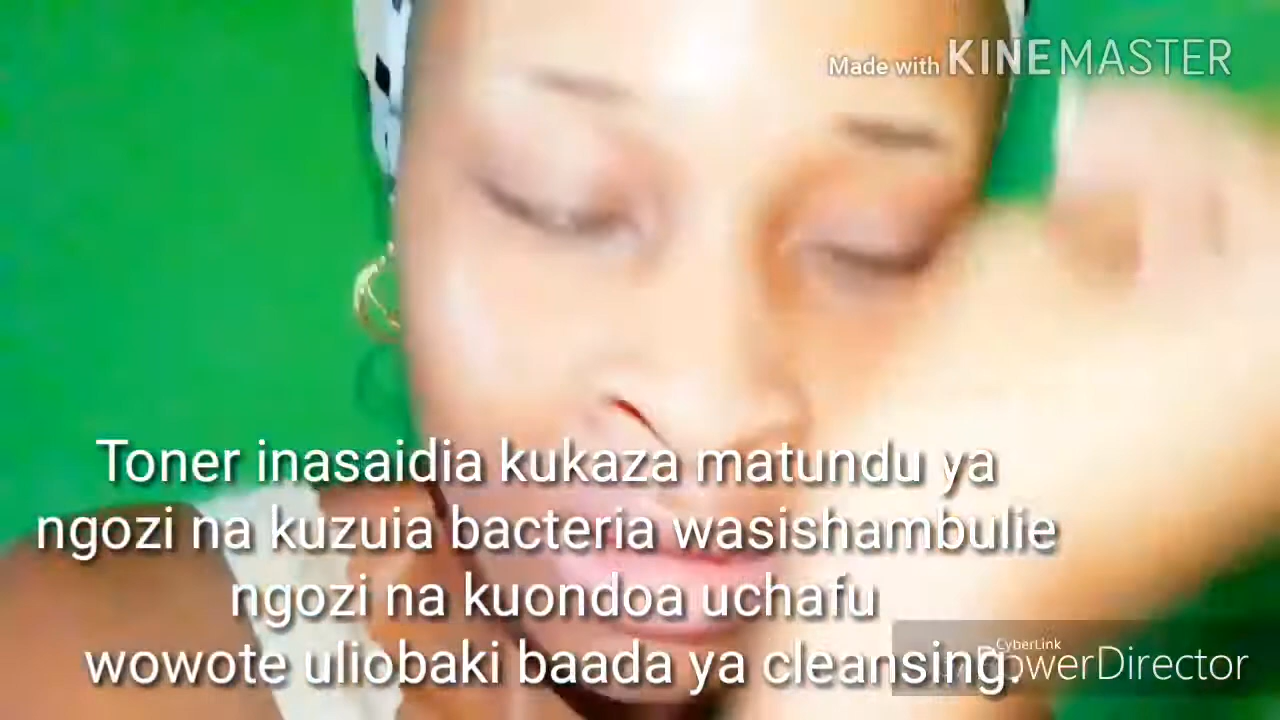 Made with KINEMASTER
Toner inasaidia kukaza matundu ya
ngozi na kuzuia bacteria wasishambulie
ngozi na kuondoa uchafu
wowote uliobaki baada ya cleansing.
CyberLink
PowerDirector